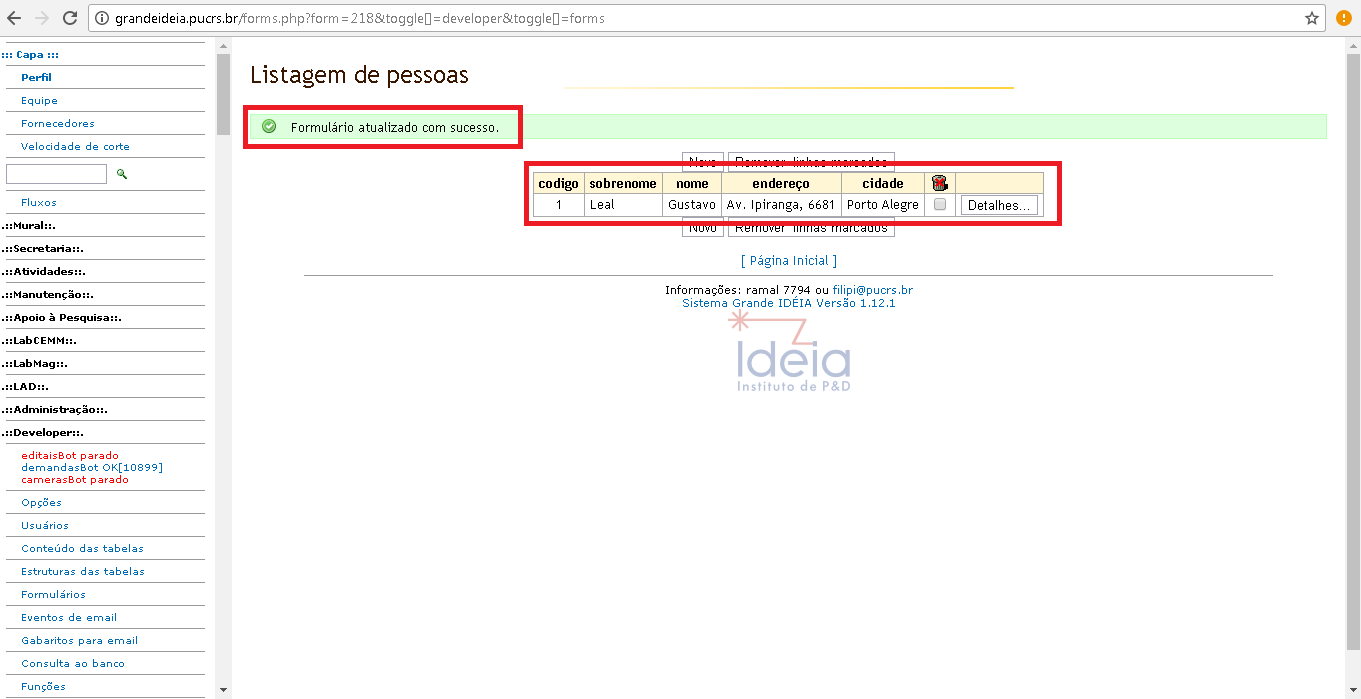 grandeideia.pucrs.br/forms.php?form=218&toggle[]=developer&toggle[]=forms
::: Capa :::
Perfil
Equipe
Fornecedores
Velocidade de corte
Fluxos
.::Mural::.
.::Secretaria::.
.::Atividades::.
.::Manutenção::.
.::Apoio à Pesquisa::.
.::LabCEMM::.
.::LabMag::.
.::LAD::.
.::Administração::.
.::Developer::.
editaisBot parado
demandasBot OK[10899]
camerasBot parado
Opções
Usuários
Conteúdo das tabelas
Estruturas das tabelas
Formulários
Eventos de email
Gabaritos para email
Consulta ao banco
Funções
Listagem de pessoas
Formulário atualizado com sucesso.
Novo Remover linhas marcados
codigo sobrenome nome endereço cidade
1 Leal Gustavo Av. Ipiranga, 6681 Porto Alegre Detalhes...
Novo Remover linhas marcados
[ Página Inicial ]
Informações: ramal 7794 ou filipi@pucrs.br
Sistema Grande IDÉIA Versão 1.12.1
Ideia
Instituto de P&D